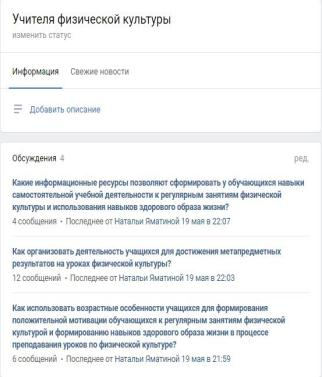 Учителя физической культуры
изменить статус
Информация Свежие новости
Добавить описание
Обсуждения 4 ред.
Какие информационные ресурсы позволяют сформировать у обучающихся навыки
самостоятельной учебной деятельности к регулярным занятиям физической
культуры и использования навыков здорового образа жизни?
4 сообщения · Последнее от Натальи Яматиной 19 мая в 22:07
Как организовать деятельность учащихся для достижения метапредметных
результатов на уроках физической культуры?
12 сообщений · Последнее от Натальи Яматиной 19 мая в 22:03
Как использовать возрастные особенности учащихся для формирования
положительной мотивации обучающихся к регулярным занятиям физической
культурой и формированию навыков здорового образа жизни в процессе
преподавания уроков по физической культуре?
6 сообщений · Последнее от Натальи Яматиной 19 мая в 21:59